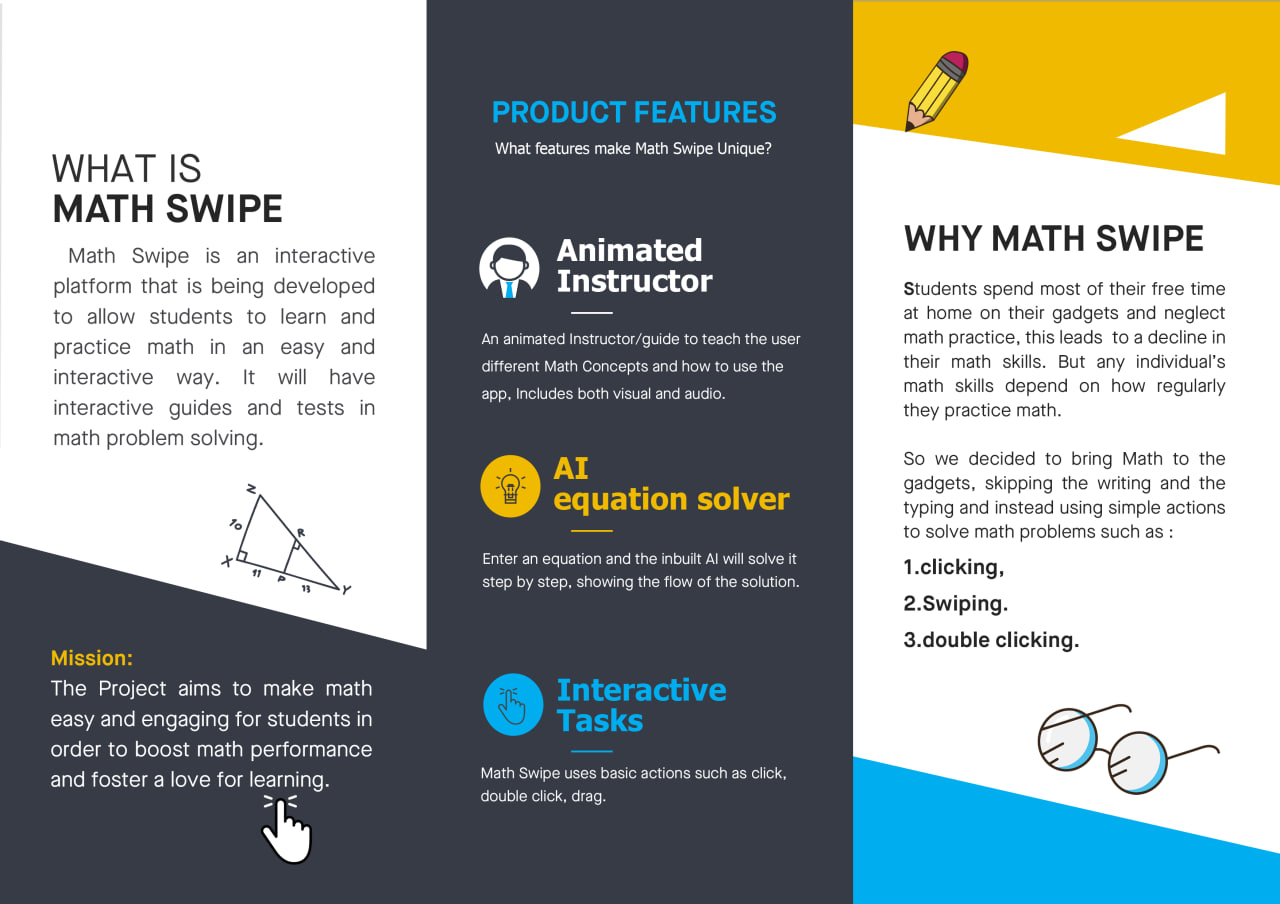 WHAT IS
MATH SWIPE
Math Swipe is an interactive
platform that is being developed
to allow students to learn and
practice math in an easy and
interactive way. It will have
interactive guides and tests in
math problem solving.
Z
10
R
X
11
P
13
Y
Mission:
The Project aims to make math
easy and engaging for students in
order to boost math performance
and foster a love for learning.
PRODUCT FEATURES
What features make Math Swipe Unique?
Animated
Instructor
An animated Instructor/guide to teach the user
different Math Concepts and how to use the
app, Includes both visual and audio.
AI
equation solver
Enter an equation and the inbuilt AI will solve it
step by step, showing the flow of the solution.
Interactive
Tasks
Math Swipe uses basic actions such as click,
double click, drag.
WHY MATH SWIPE
Students spend most of their free time
at home on their gadgets and neglect
math practice, this leads to a decline in
their math skills. But any individual's
math skills depend on how regularly
they practice math.
So we decided to bring Math to the
gadgets, skipping the writing and the
typing and instead using simple actions
to solve math problems such as :
1.clicking,
2.Swiping.
3.double clicking.